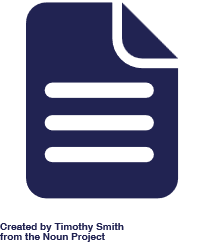 Created by Timothy Smith
from the Noun Project